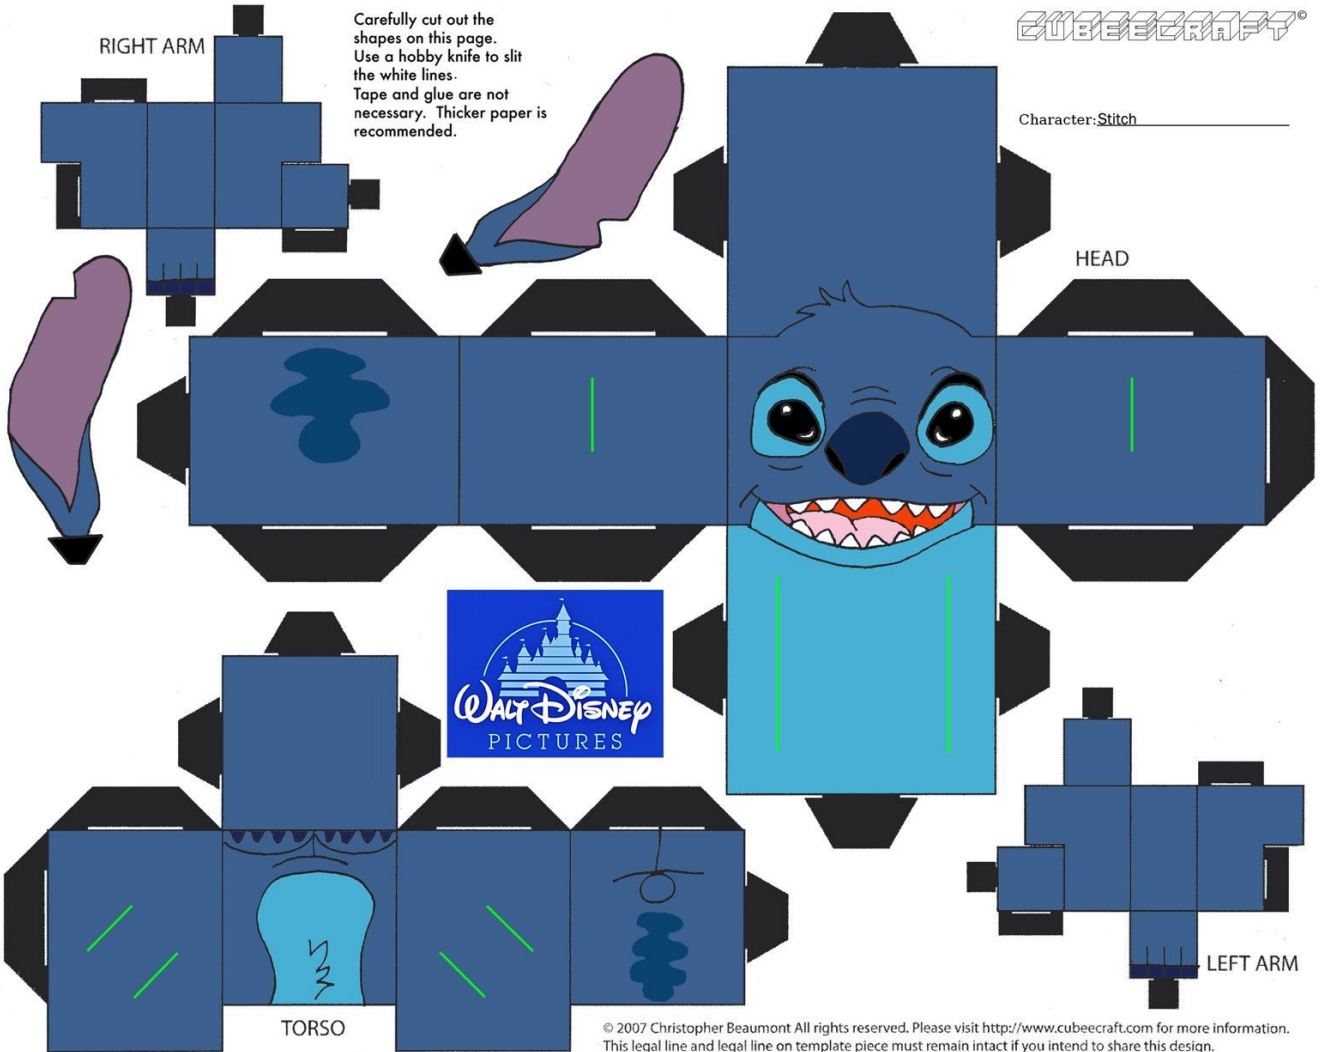 CUBEECRAFT©
RIGHT ARM
Carefully cut out the
shapes on this page.
Use a hobby knife to slit
the white lines.
Tape and glue are not
necessary. Thicker paper is
recommended.
Character: Stitch
HEAD
WALT DISNEY
PICTURES
LEFT ARM
TORSO
© 2007 Christopher Beaumont All rights reserved. Please visit http://www.cubeecraft.com for more information.
This legal line and legal line on template piece must remain intact if you intend to share this design.